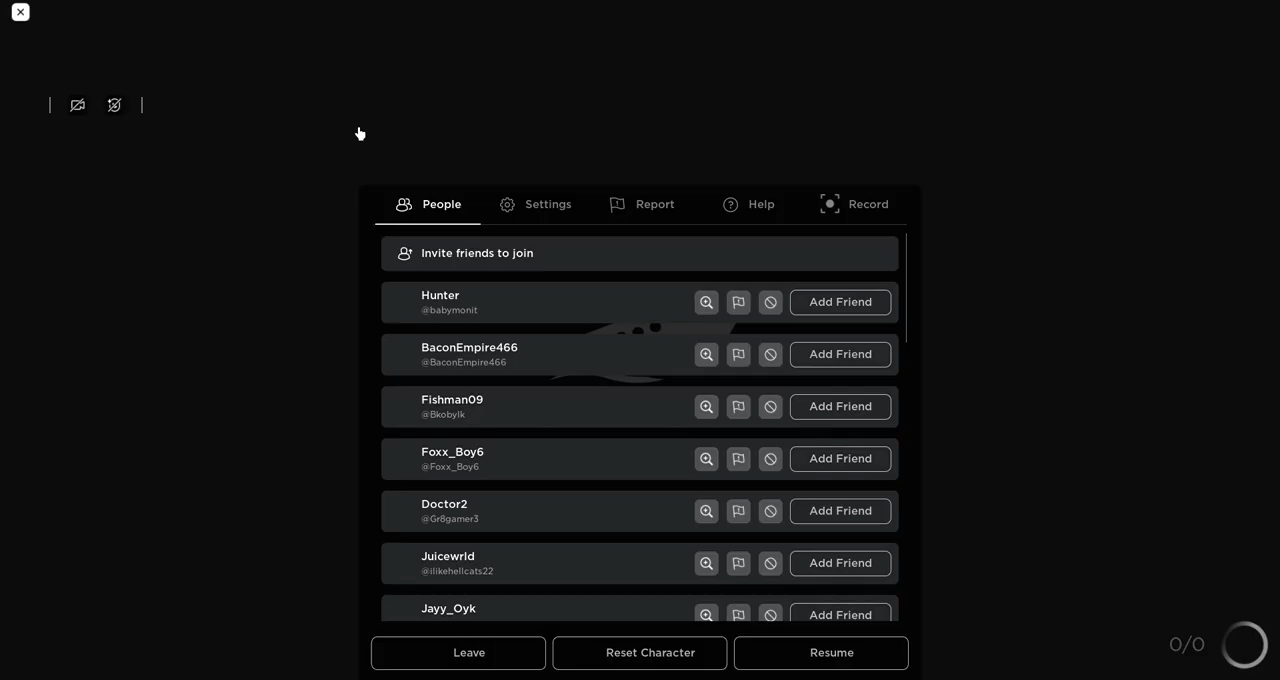 People Settings Report Help Record
Invite friends to join
Hunter
@babymonit
Add Friend
BaconEmpire466
@BaconEmpire466
Add Friend
Fishman09
@Bkobylk
Add Friend
Foxx_Boy6
@Foxx_Boy6
Add Friend
Doctor2
@Gr8gamer3
Add Friend
Juicewrld
@ilikehellcats22
Add Friend
Jayy_Oyk
Add Friend
Leave Reset Character Resume
0/0